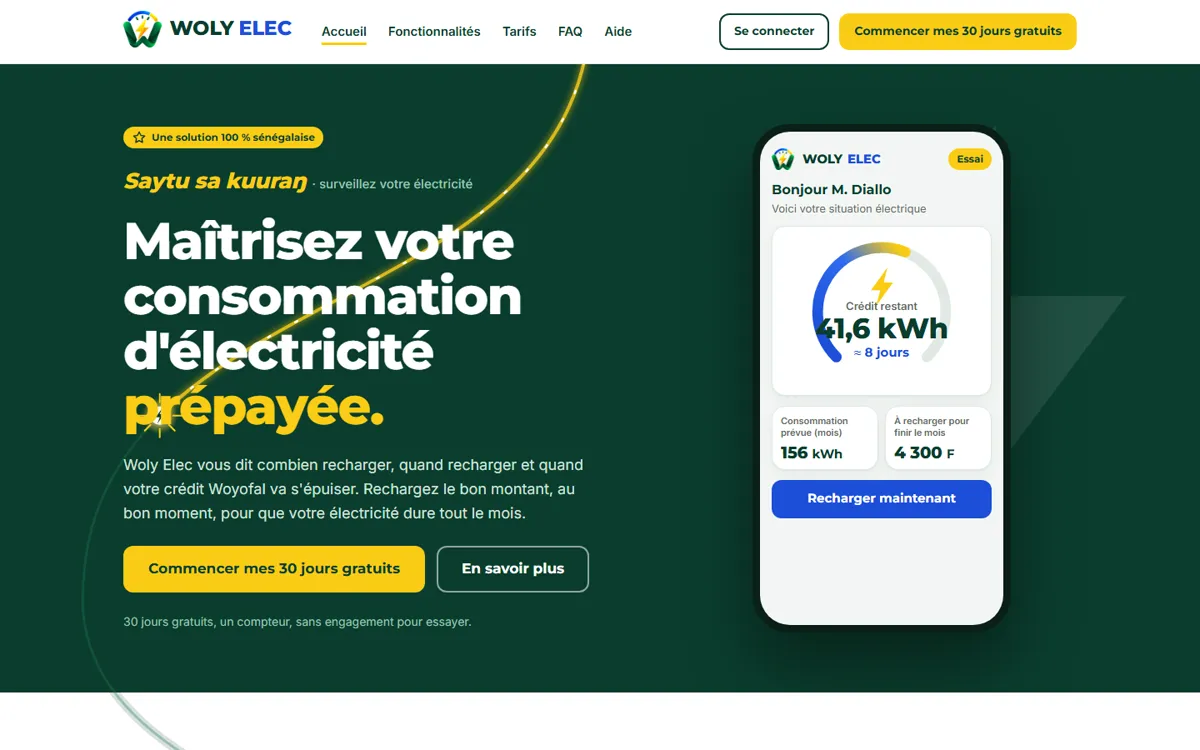 WOLY ELEC
Accueil
Fonctionnalités
Tarifs
FAQ
Aide
Se connecter
Commencer mes 30 jours gratuits
Une solution 100 % sénégalaise
Saytu sa kuuraŋ · surveillez votre électricité
Maîtrisez votre
consommation
d'électricité
prépayée.
Woly Elec vous dit combien recharger, quand recharger et quand
votre crédit Woyofal va s'épuiser. Rechargez le bon montant, au
bon moment, pour que votre électricité dure tout le mois.
Commencer mes 30 jours gratuits
En savoir plus
30 jours gratuits, un compteur, sans engagement pour essayer.
WOLY ELEC
Essai
Bonjour M. Diallo
Voici votre situation électrique
Crédit restant
41,6 kWh
≈ 8 jours
Consommation
prévue (mois)
156 kWh
À recharger pour
finir le mois
4 300 F
Recharger maintenant